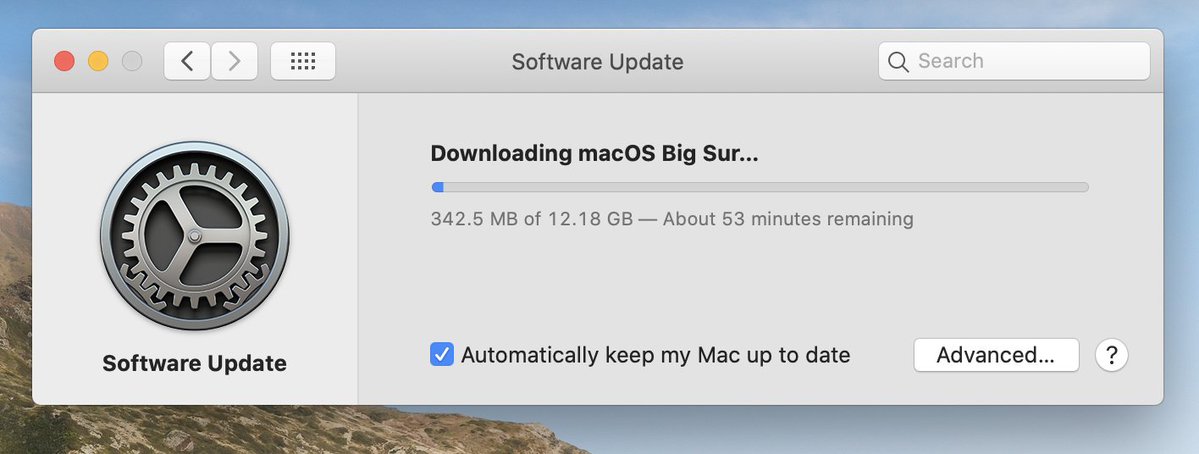 Software Update
Search
Downloading macOS Big Sur...
342.5 MB of 12.18 GB — About 53 minutes remaining
Software Update
Automatically keep my Mac up to date
Advanced...
?